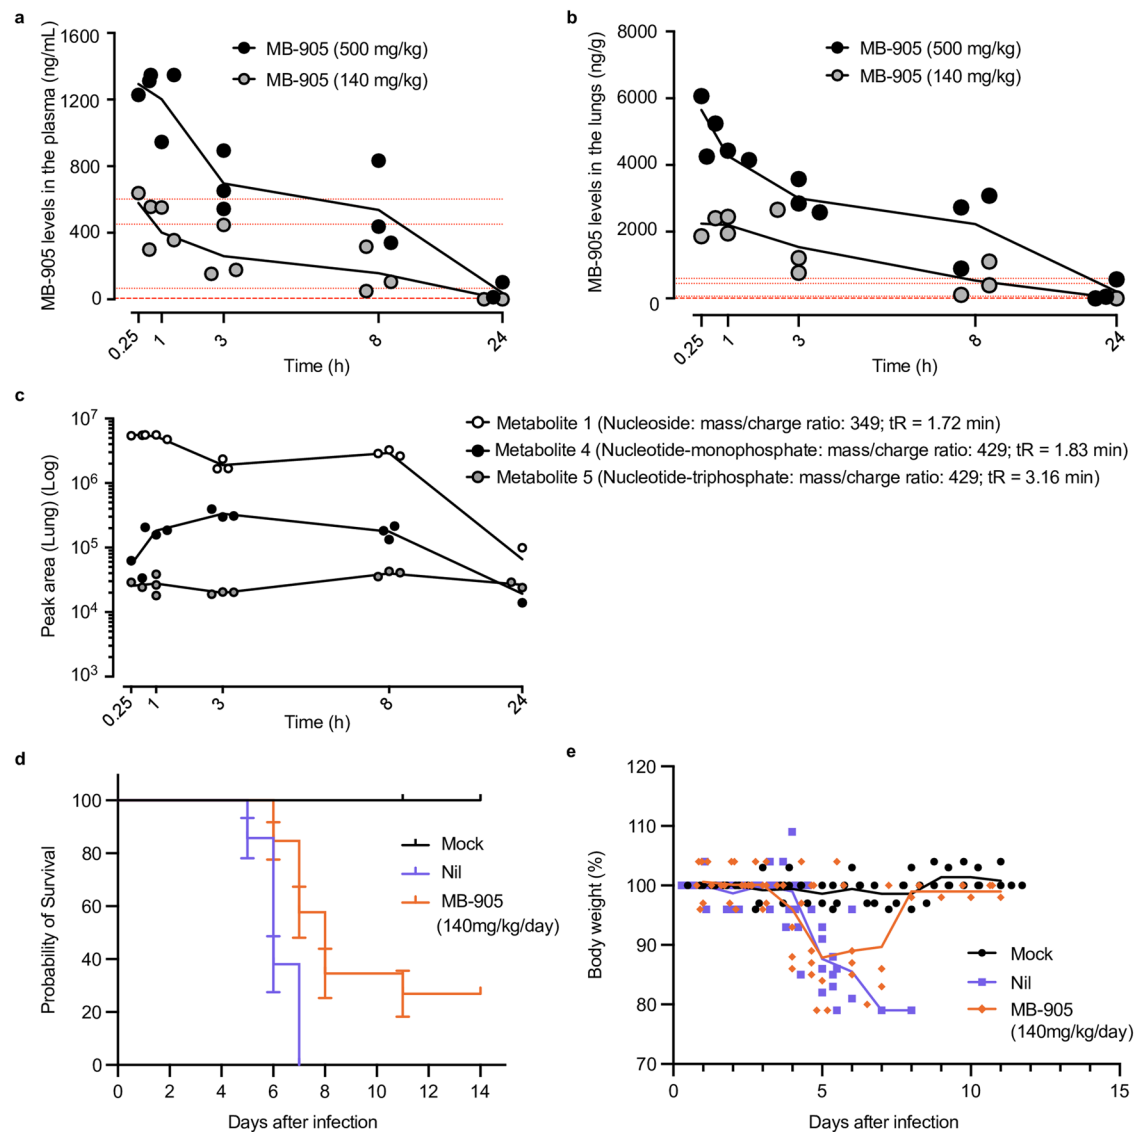 a
MB-905 levels in the plasma (ng/mL)
1600
1200
800
400
0
MB-905 (500 mg/kg)
MB-905 (140 mg/kg)
0.25
1
3
8
24
Time (h)
b
MB-905 levels in the lungs (ng/g)
8000
6000
4000
2000
0
MB-905 (500 mg/kg)
MB-905 (140 mg/kg)
0.25
1
3
8
24
Time (h)
c
Peak area (Lung) (Log)
10⁷
10⁶
10⁵
10⁴
10³
Metabolite 1 (Nucleoside: mass/charge ratio: 349; tR = 1.72 min)
Metabolite 4 (Nucleotide-monophosphate: mass/charge ratio: 429; tR = 1.83 min)
Metabolite 5 (Nucleotide-triphosphate: mass/charge ratio: 429; tR = 3.16 min)
0.25
1
3
8
24
Time (h)
d
Probability of Survival
100
80
60
40
20
0
Mock
Nil
MB-905
(140mg/kg/day)
0 2 4 6 8 10 12 14
Days after infection
e
Body weight (%)
120
110
100
90
80
70
Mock
Nil
MB-905
(140mg/kg/day)
0 5 10 15
Days after infection